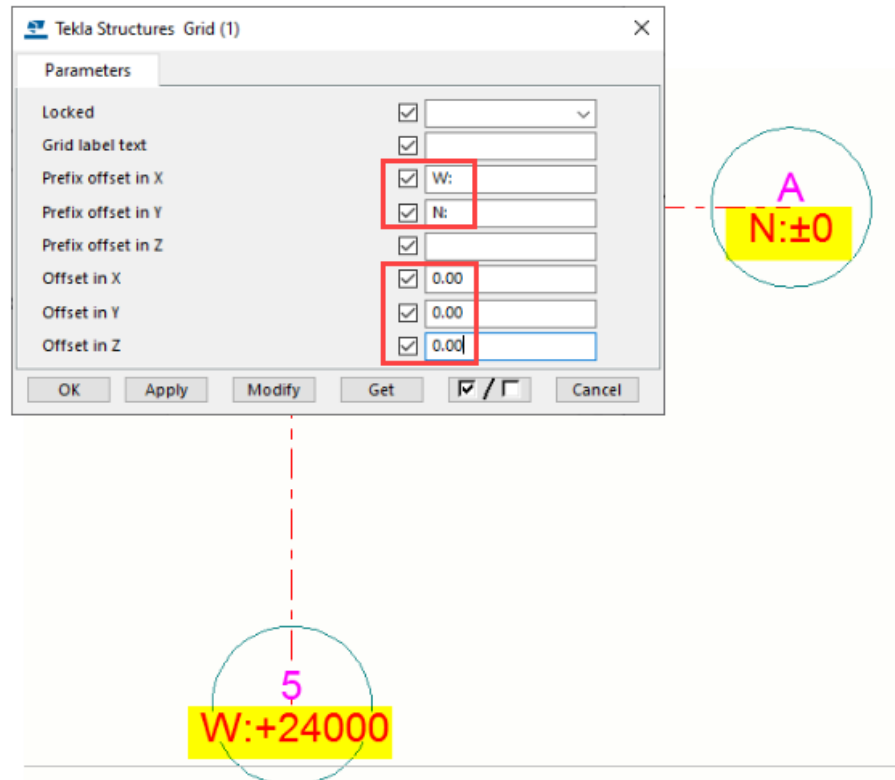 Tekla Structures Grid (1)
Parameters
Locked
Grid label text
Prefix offset in X W:
Prefix offset in Y N:
Prefix offset in Z
Offset in X 0.00
Offset in Y 0.00
Offset in Z 0.00
OK Apply Modify Get / Cancel
A
N:±0
5
W:+24000